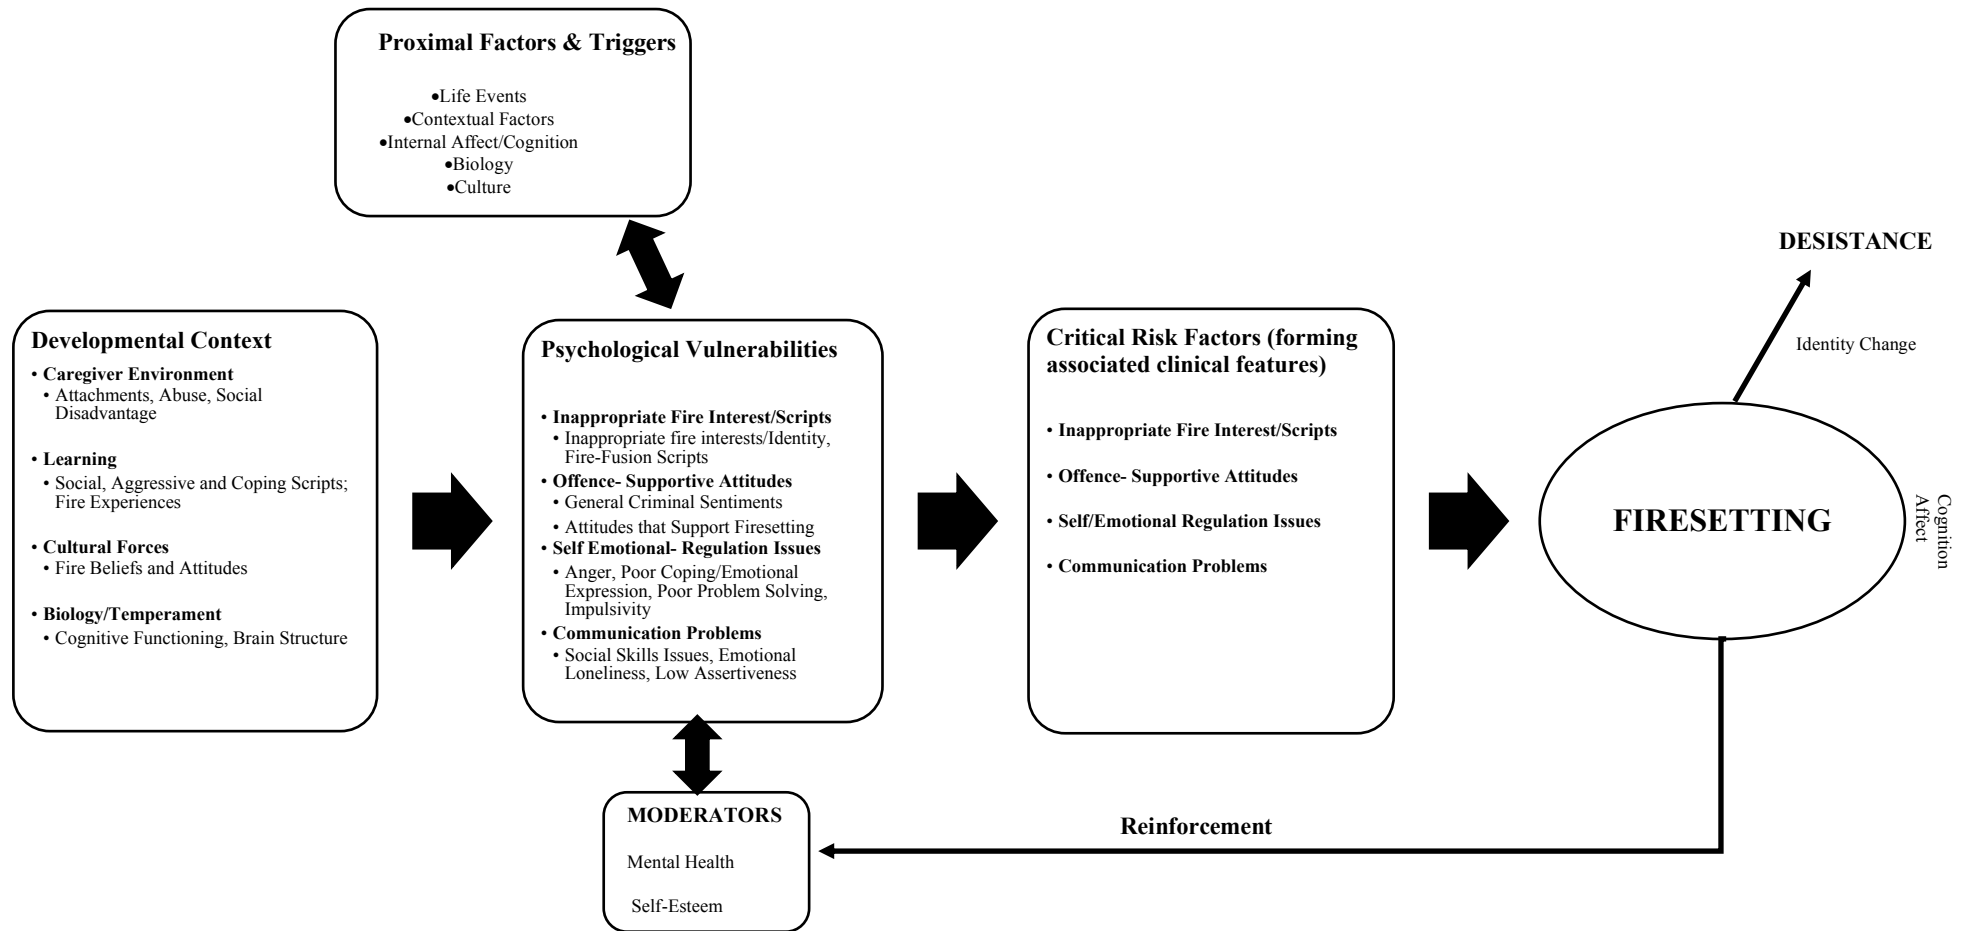 Proximal Factors & Triggers
•Life Events
•Contextual Factors
•Internal Affect/Cognition
•Biology
•Culture
Developmental Context
• Caregiver Environment
• Attachments, Abuse, Social
Disadvantage
• Learning
• Social, Aggressive and Coping Scripts;
Fire Experiences
• Cultural Forces
• Fire Beliefs and Attitudes
• Biology/Temperament
• Cognitive Functioning, Brain Structure
Psychological Vulnerabilities
• Inappropriate Fire Interest/Scripts
• Inappropriate fire interests/Identity,
Fire-Fusion Scripts
• Offence- Supportive Attitudes
• General Criminal Sentiments
• Attitudes that Support Firesetting
• Self Emotional- Regulation Issues
• Anger, Poor Coping/Emotional
Expression, Poor Problem Solving,
Impulsivity
• Communication Problems
• Social Skills Issues, Emotional
Loneliness, Low Assertiveness
MODERATORS
Mental Health
Self-Esteem
Critical Risk Factors (forming
associated clinical features)
• Inappropriate Fire Interest/Scripts
• Offence- Supportive Attitudes
• Self/Emotional Regulation Issues
• Communication Problems
DESISTANCE
Identity Change
FIRESETTING
Cognition
Affect
Reinforcement